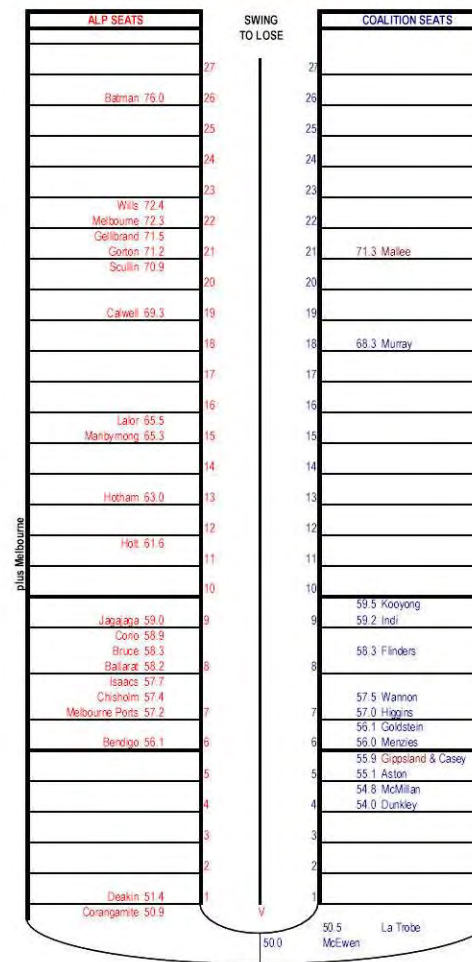 ALP SEATS SWING TO LOSE COALITION SEATS
27 27
Batman 76.0 26 26
25 25
24 24
23 23
Wills 72.4
Melbourne 72.3 22 22
Gellibrand 71.5
Gorton 71.2 21 21 71.3 Mallee
Scullin 70.9
20 20
Calwell 69.3 19 19
18 18 68.3 Murray
17 17
16 16
Lalor 65.5
Maribyrnong 65.3 15 15
14 14
Hotham 63.0 13 13
12 12
Holt 61.6
11 11
plus Melbourne
10 10
59.5 Kooyong
Jagajaga 59.0 9 9 59.2 Indi
Corio 58.9
Bruce 58.3 58.3 Flinders
Ballarat 58.2 8 8
Isaacs 57.7
Chisholm 57.4 57.5 Wannon
Melbourne Ports 57.2 7 7 57.0 Higgins
56.1 Goldstein
Bendigo 56.1 6 6 56.0 Menzies
55.9 Gippsland & Casey
5 5 55.1 Aston
54.8 McMillan
4 4 54.0 Dunkley
3 3
2 2
Deakin 51.4 1 1
Corangamite 50.9 V
50.5 La Trobe
50.0 McEwen